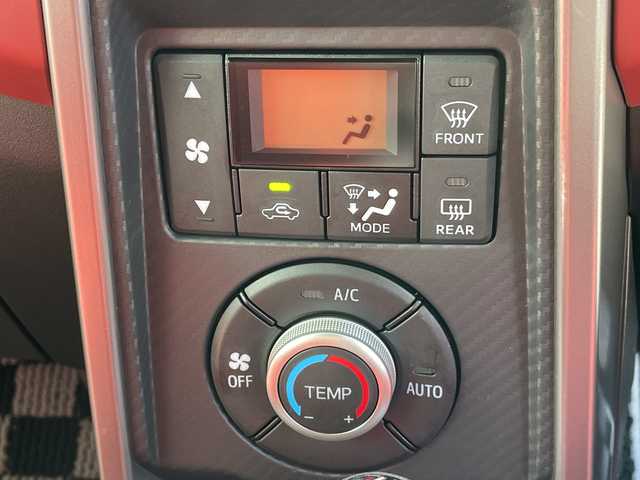 FRONT
MODE
REAR
A/C
OFF
TEMP
AUTO
- +